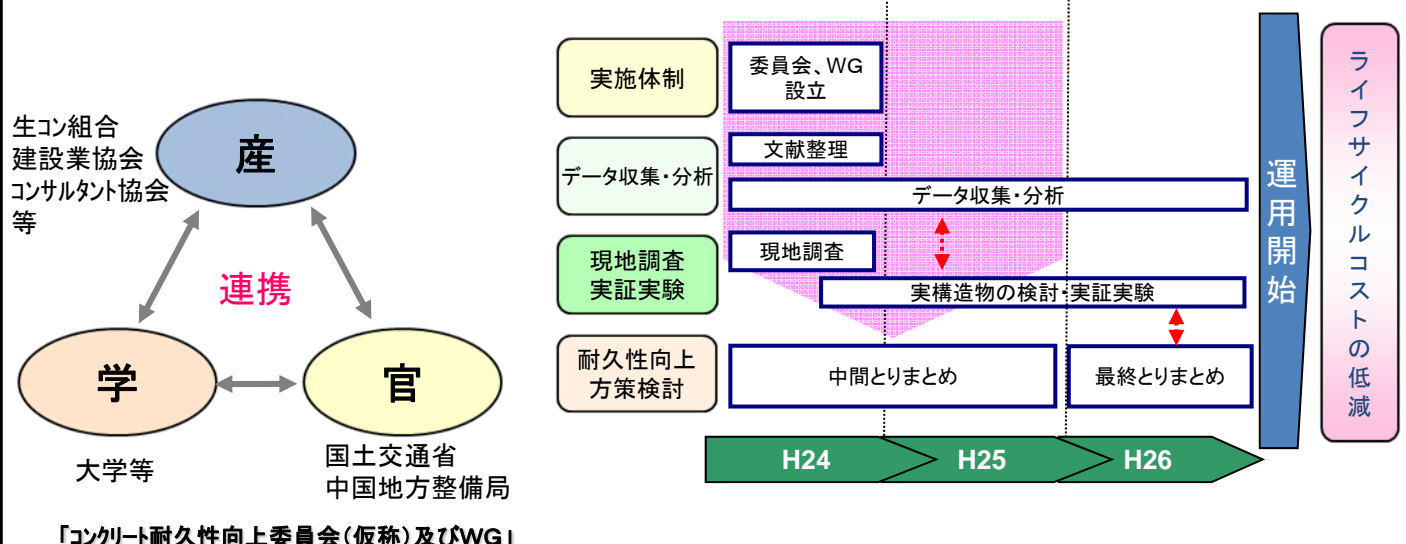 産
生コン組合
建設業協会
コンサルタント協会
等
連携
学
官
大学等
国土交通省
中国地方整備局
「コンクリート耐久性向上委員会(仮称)及びWG」
実施体制
委員会、WG
設立
データ収集・分析
文献整理
データ収集・分析
現地調査
実証実験
現地調査
実構造物の検討・実証実験
耐久性向上
方策検討
中間とりまとめ
最終とりまとめ
H24
H25
H26
運用開始
ライフサイクルコストの低減